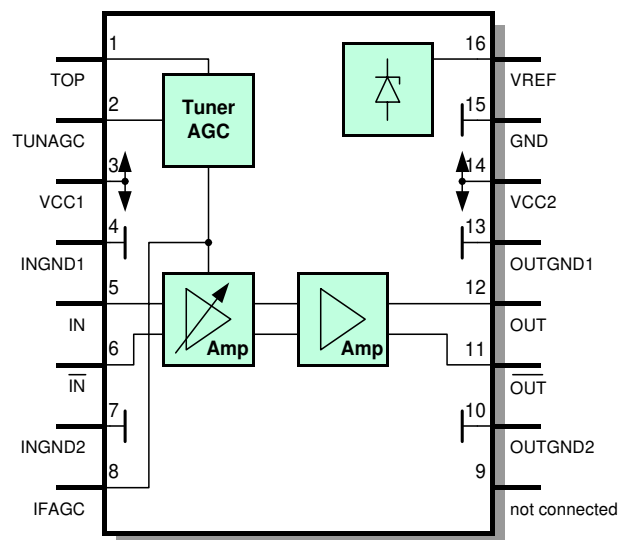 1
16
TOP
VREF
Tuner
AGC
2
15
TUNAGC
GND
3
14
VCC1
VCC2
4
13
INGND1
OUTGND1
5
12
IN
OUT
Amp
Amp
6
11
IN
OUT
7
10
INGND2
OUTGND2
8
9
IFAGC
not connected